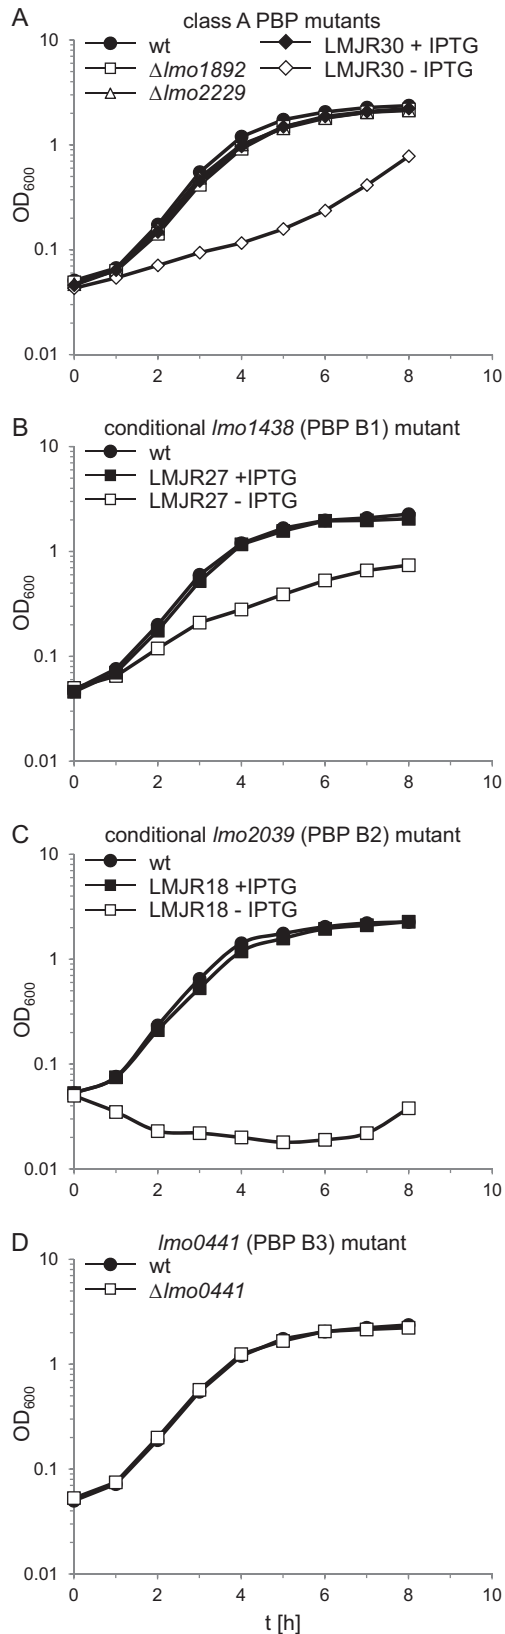 A
class A PBP mutants
wt
Δlmo1892
Δlmo2229
LMJR30 + IPTG
LMJR30 - IPTG
10
1
0.1
0.01
OD600
0 2 4 6 8 10
B
conditional lmo1438 (PBP B1) mutant
wt
LMJR27 +IPTG
LMJR27 - IPTG
10
1
0.1
0.01
OD600
0 2 4 6 8 10
C
conditional lmo2039 (PBP B2) mutant
wt
LMJR18 +IPTG
LMJR18 - IPTG
10
1
0.1
0.01
OD600
0 2 4 6 8 10
D
lmo0441 (PBP B3) mutant
wt
Δlmo0441
10
1
0.1
0.01
OD600
0 2 4 6 8 10
t [h]